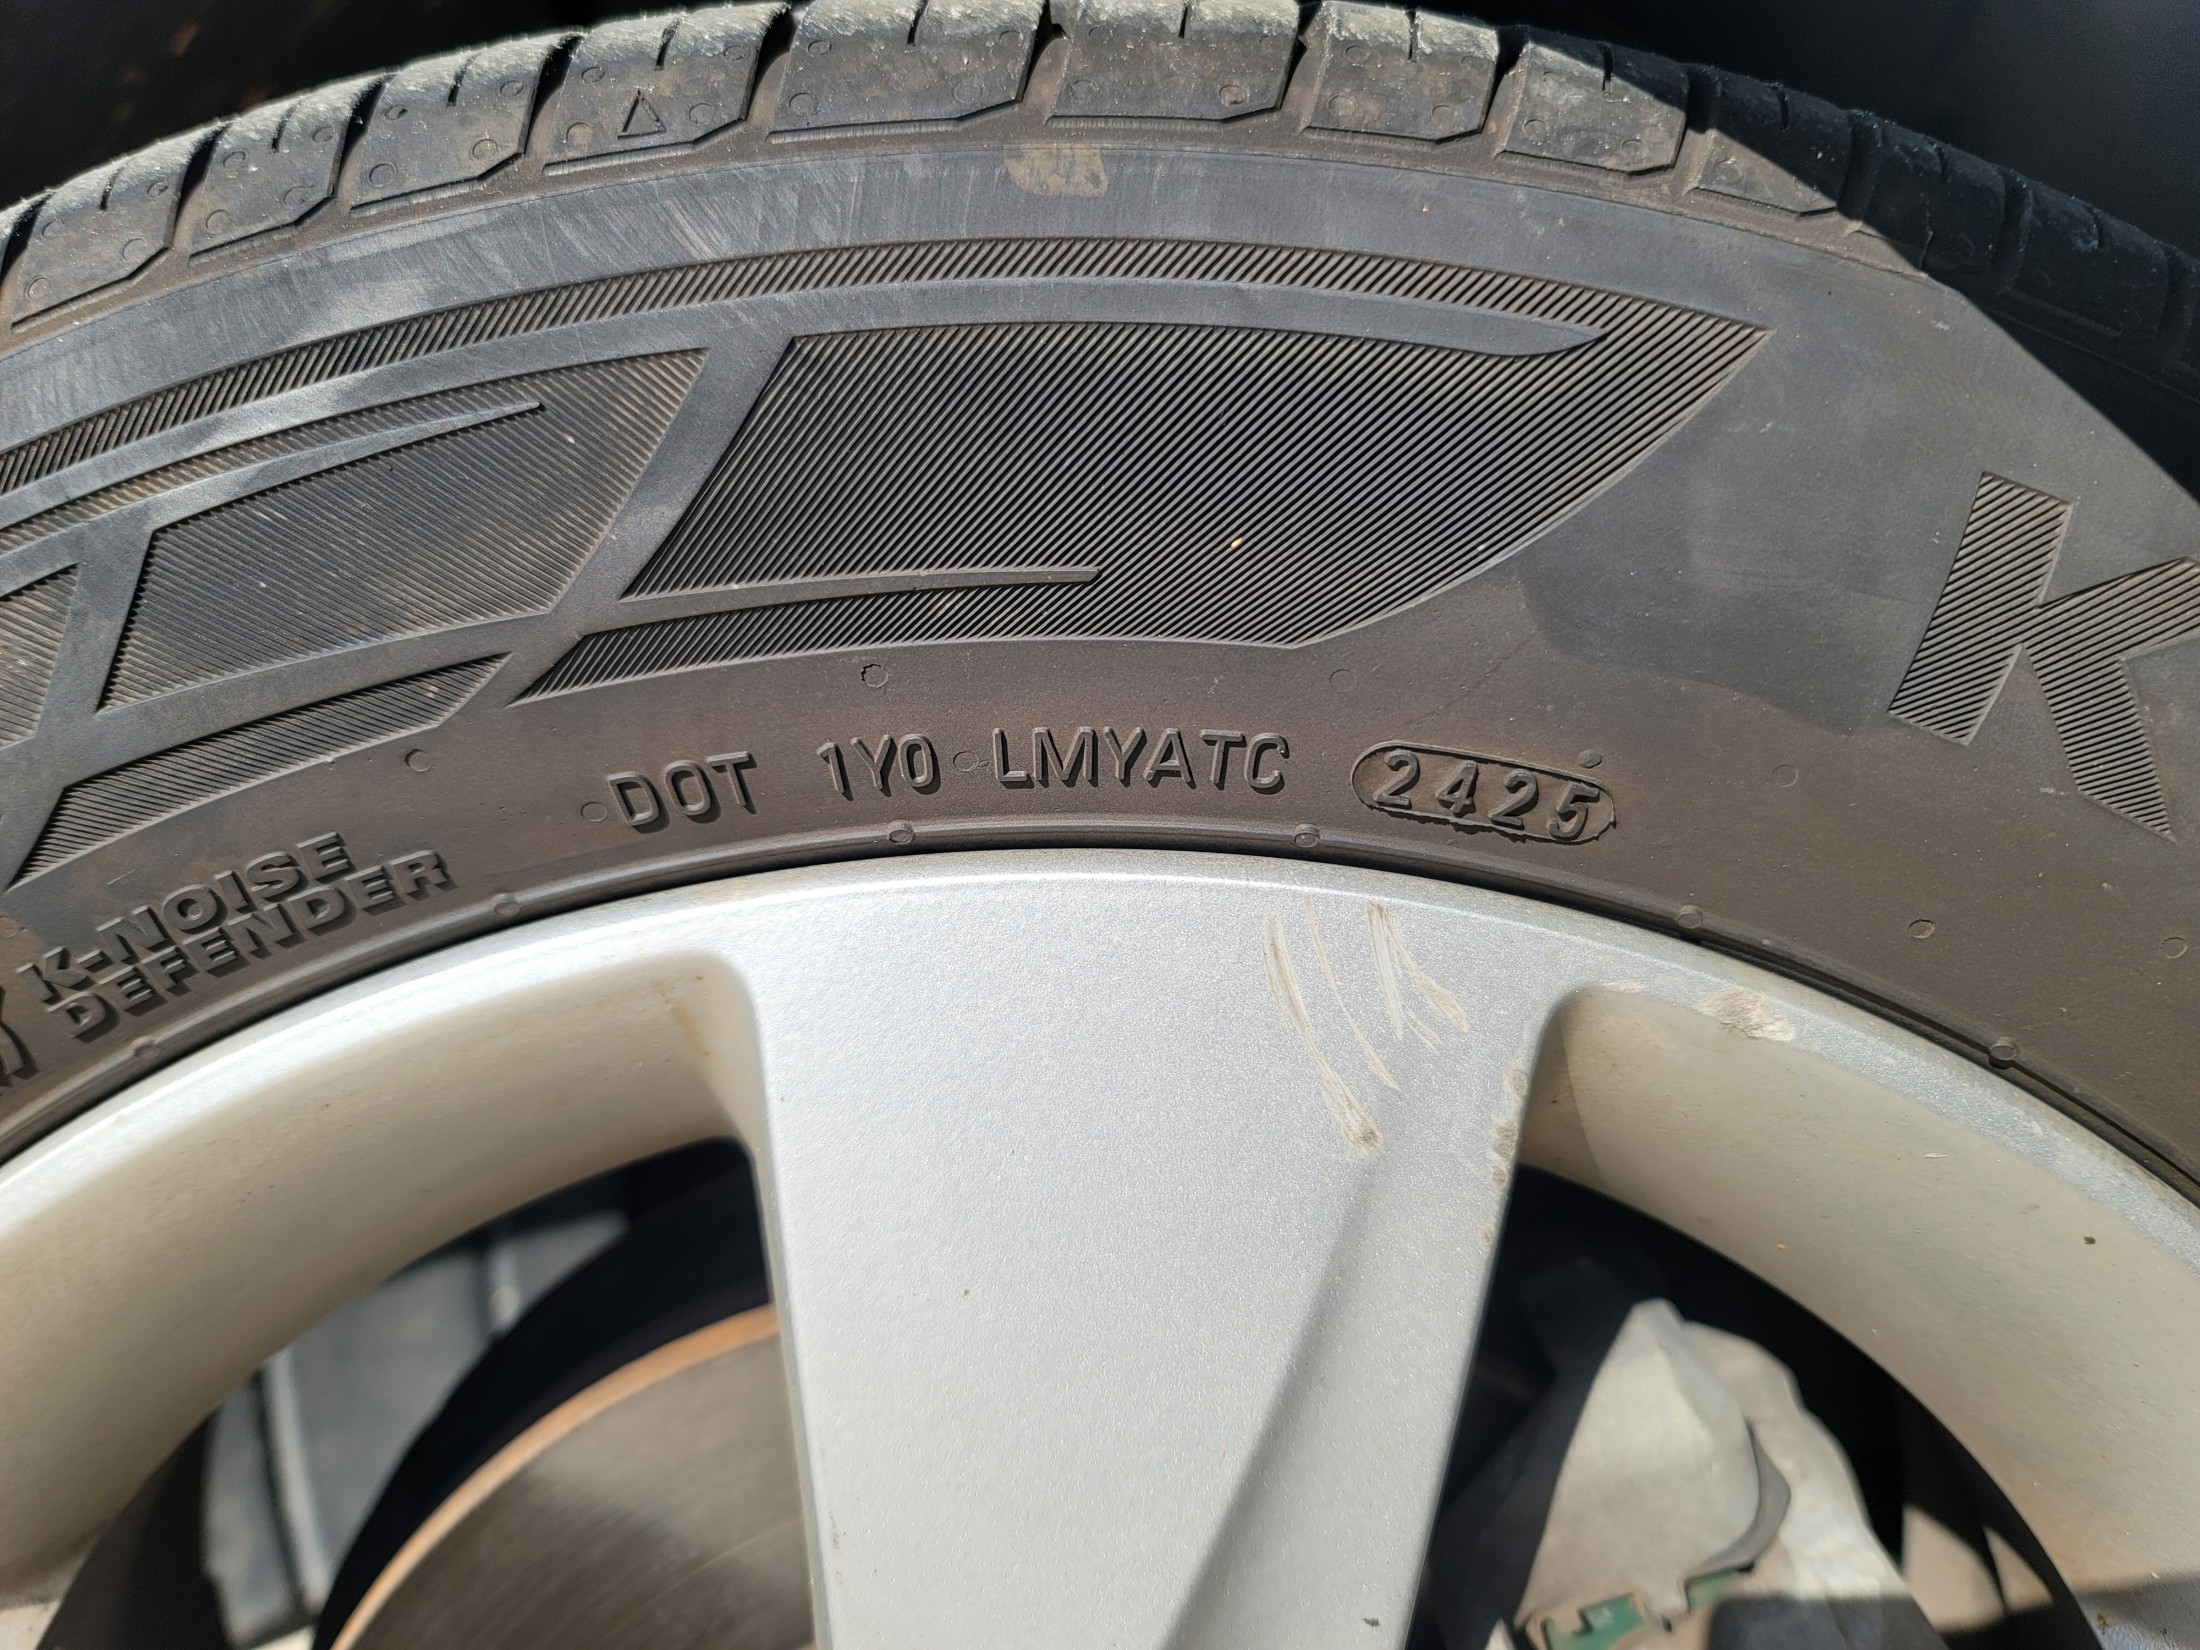 K
DOT 1Y0 LMYATC 2425
K-NOISE
DEFENDER